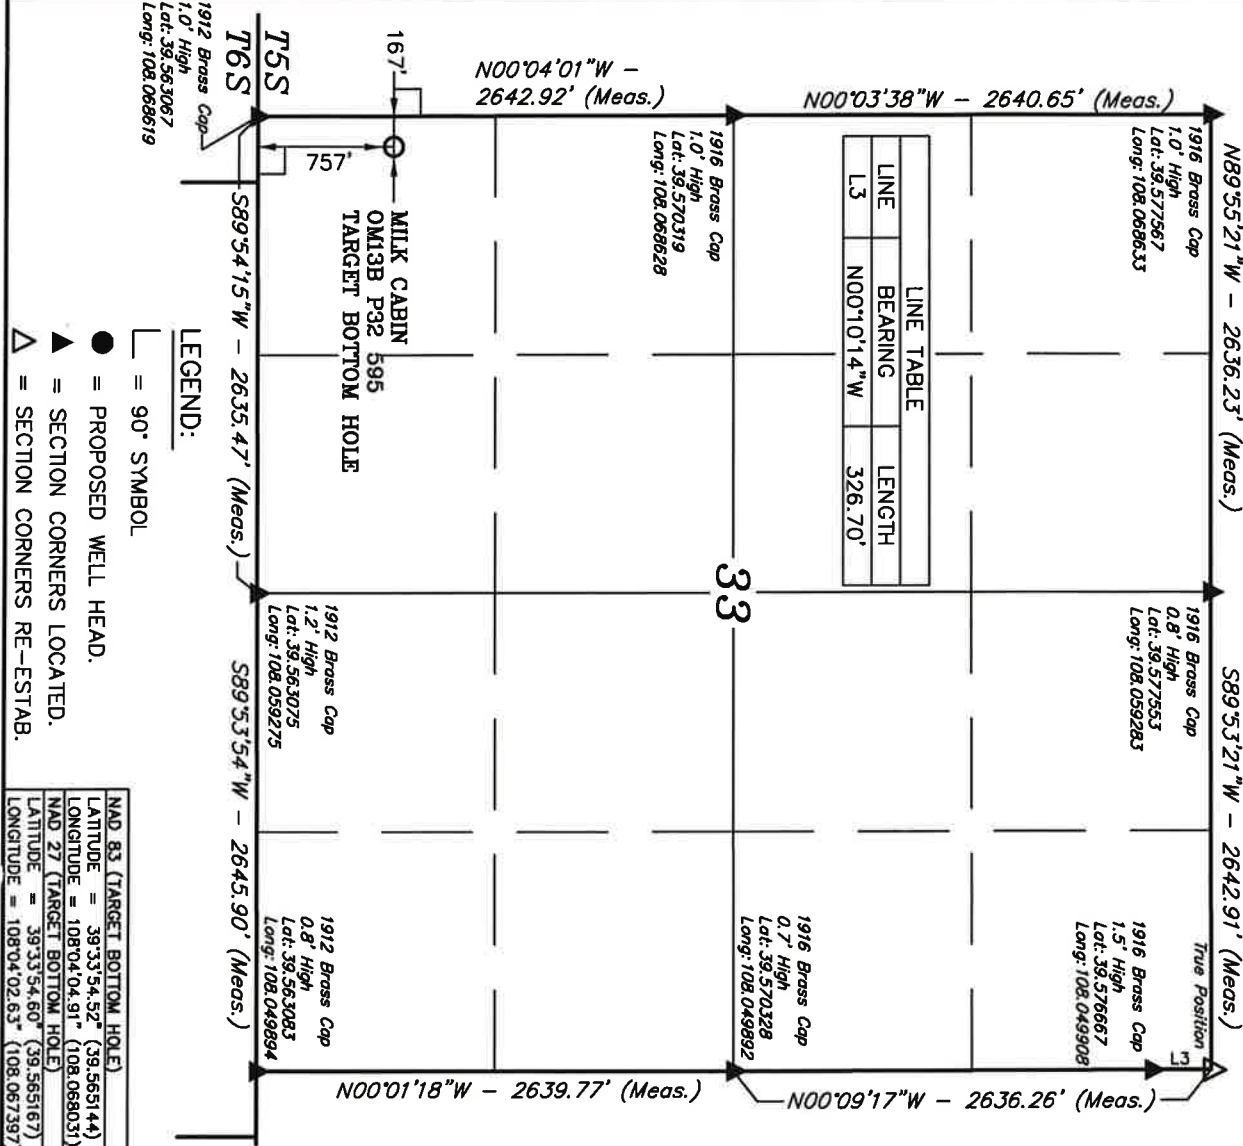 N89°55'21"W - 2636.23' (Meas.)
S89°53'21"W - 2642.91' (Meas.)
True Position
1916 Brass Cap
1.0' High
Lat: 39.577567
Long: 108.068633
1916 Brass Cap
0.8' High
Lat: 39.577553
Long: 108.059283
1916 Brass Cap
1.5' High
Lat: 39.576667
Long: 108.049908
L3
N00°03'38"W - 2640.65' (Meas.)
N00°09'17"W - 2636.26' (Meas.)
LINE TABLE
LINE BEARING LENGTH
L3 N00°10'14"W 326.70'
33
1916 Brass Cap
1.0' High
Lat: 39.570319
Long: 108.068628
1916 Brass Cap
0.7' High
Lat: 39.570328
Long: 108.049892
N00°04'01"W -
2642.92' (Meas.)
N00°01'18"W - 2639.77' (Meas.)
167'
757'
MILK CABIN
OM13B P32 595
TARGET BOTTOM HOLE
1912 Brass Cap
1.2' High
Lat: 39.563075
Long: 108.059275
1912 Brass Cap
0.8' High
Lat: 39.563083
Long: 108.049894
T5S
T6S
1912 Brass Cap
1.0' High
Lat: 39.563067
Long: 108.068619
S89°54'15"W - 2635.47' (Meas.)
S89°53'54"W - 2645.90' (Meas.)
LEGEND:
= 90° SYMBOL
= PROPOSED WELL HEAD.
= SECTION CORNERS LOCATED.
= SECTION CORNERS RE-ESTAB.
NAD 83 (TARGET BOTTOM HOLE)
LATITUDE = 39°33'54.52" (39.565144)
LONGITUDE = 108°04'04.91" (108.068031)
NAD 27 (TARGET BOTTOM HOLE)
LATITUDE = 39°33'54.60" (39.565167)
LONGITUDE = 108°04'02.63" (108.067397